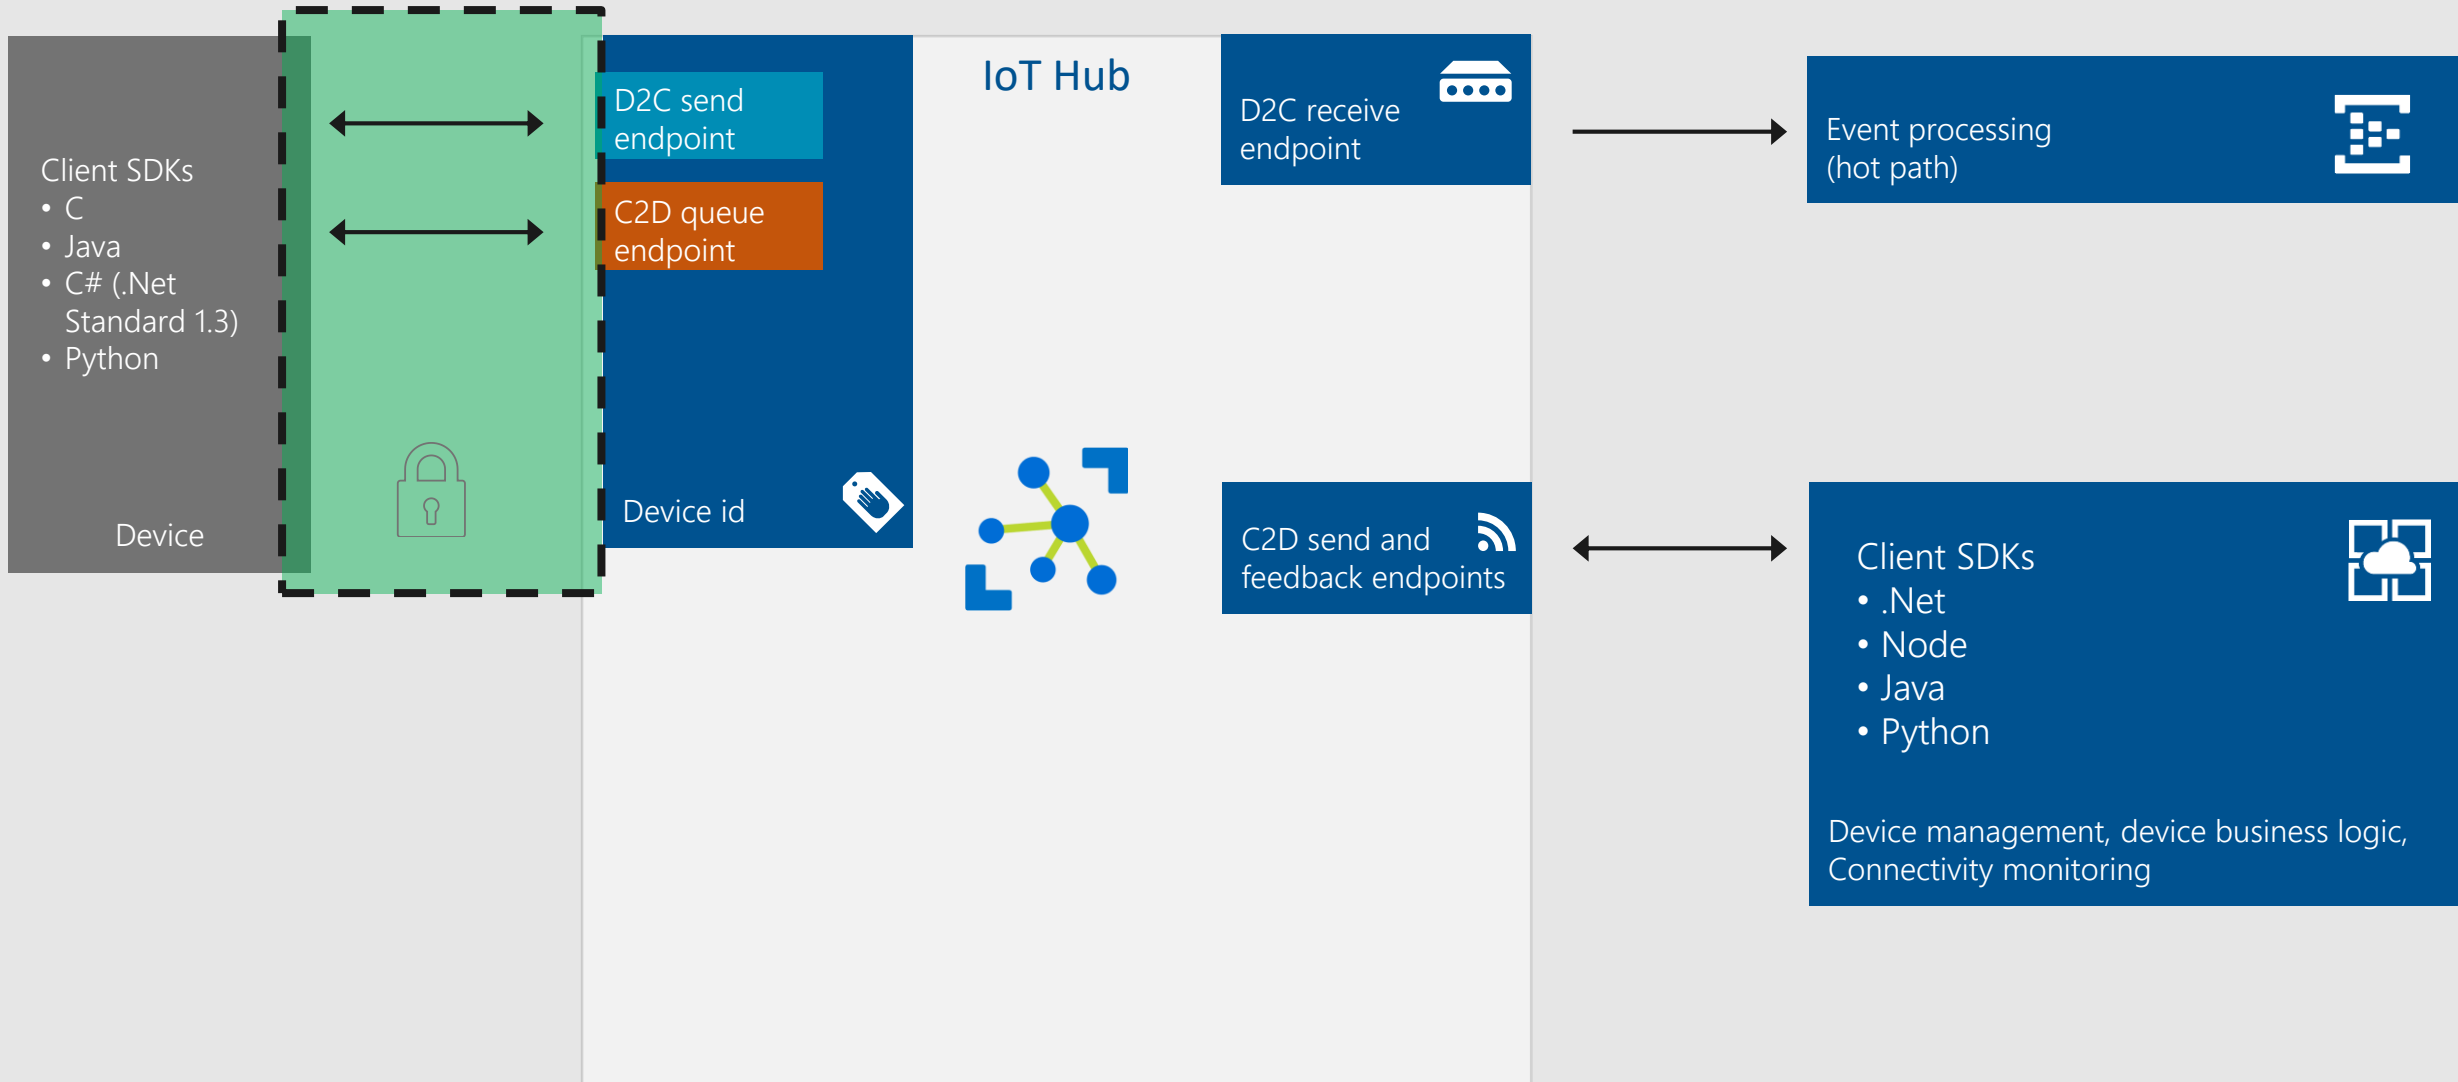 Client SDKs
• C
• Java
• C# (.Net
Standard 1.3)
• Python
Device
D2C send
endpoint
C2D queue
endpoint
Device id
IoT Hub
D2C receive
endpoint
C2D send and
feedback endpoints
Event processing
(hot path)
Client SDKs
• .Net
• Node
• Java
• Python
Device management, device business logic,
Connectivity monitoring